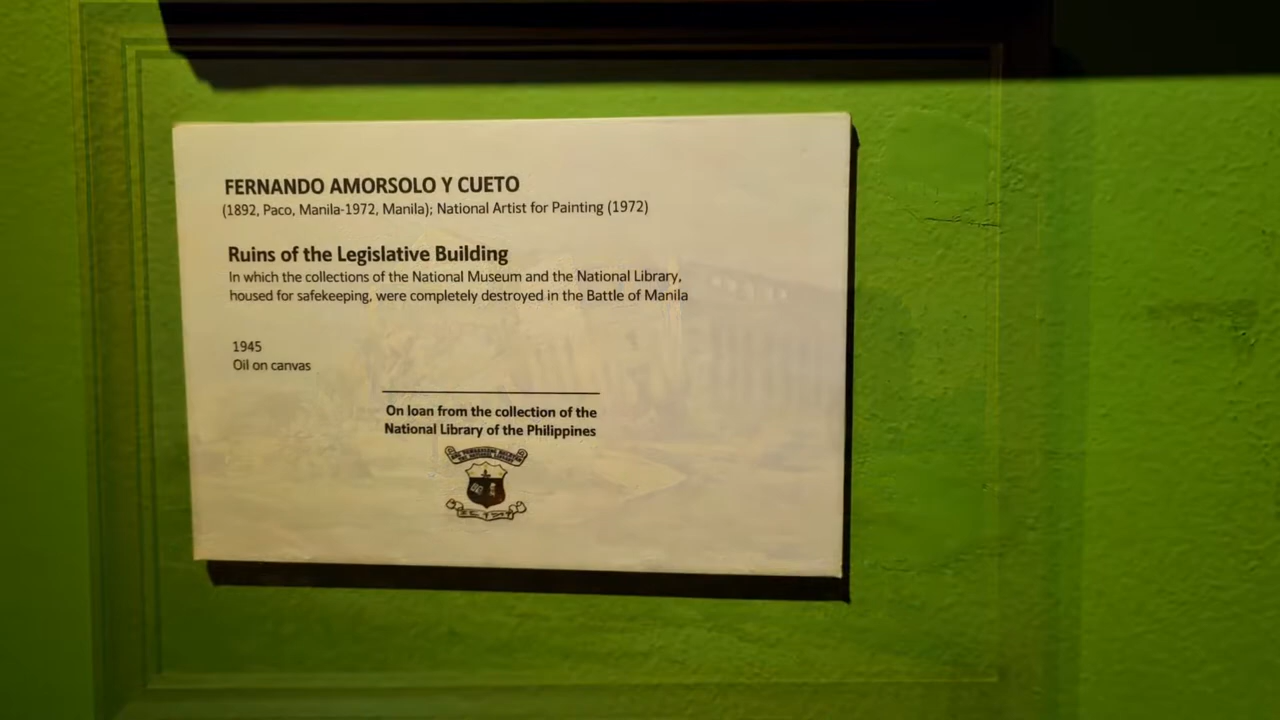 FERNANDO AMORSOLO Y CUETO
(1892, Paco, Manila-1972, Manila); National Artist for Painting (1972)
Ruins of the Legislative Building
In which the collections of the National Museum and the National Library,
housed for safekeeping, were completely destroyed in the Battle of Manila
1945
Oil on canvas
On loan from the collection of the
National Library of the Philippines